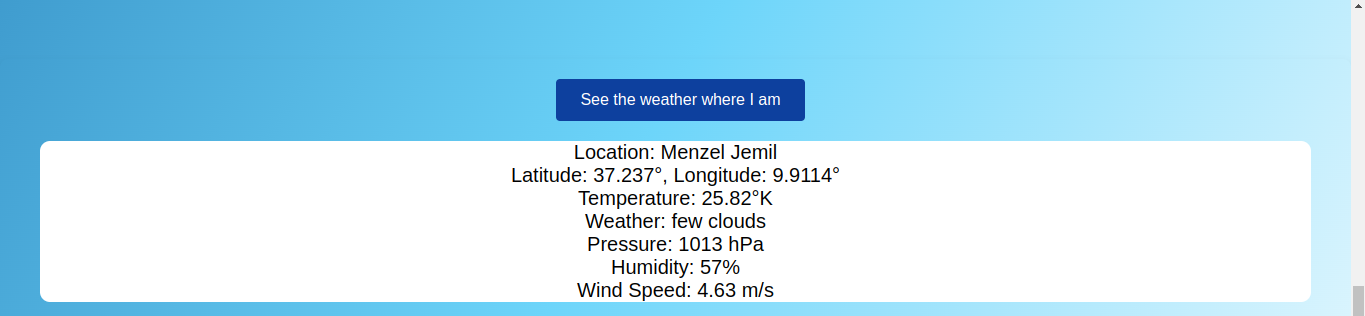 See the weather where I am
Location: Menzel Jemil
Latitude: 37.237°, Longitude: 9.9114°
Temperature: 25.82°K
Weather: few clouds
Pressure: 1013 hPa
Humidity: 57%
Wind Speed: 4.63 m/s